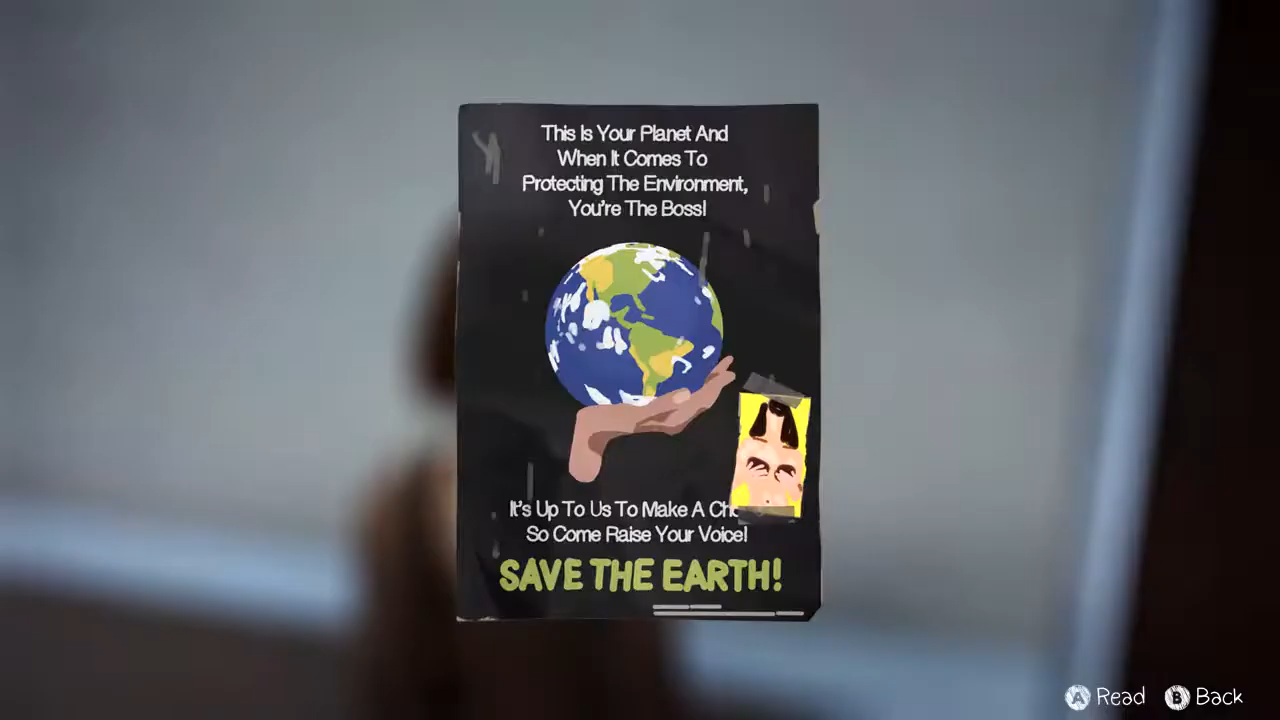 This Is Your Planet And
When It Comes To
Protecting The Environment,
You're The Boss!
It's Up To Us To Make A
So Come Raise Your Voice!
SAVE THE EARTH!
A Read B Back